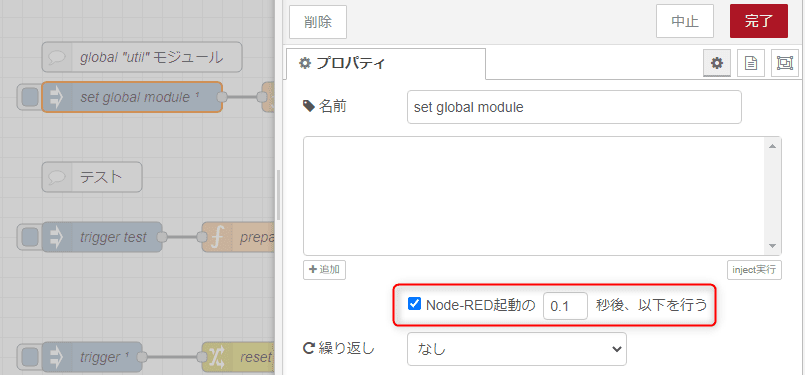 削除
中止
完了
プロパティ
名前
set global module
追加
inject実行
Node-RED起動の 0.1 秒後、以下を行う
繰り返し
なし
global "util" モジュール
set global module ¹
テスト
trigger test
prepa
trigger ¹
reset